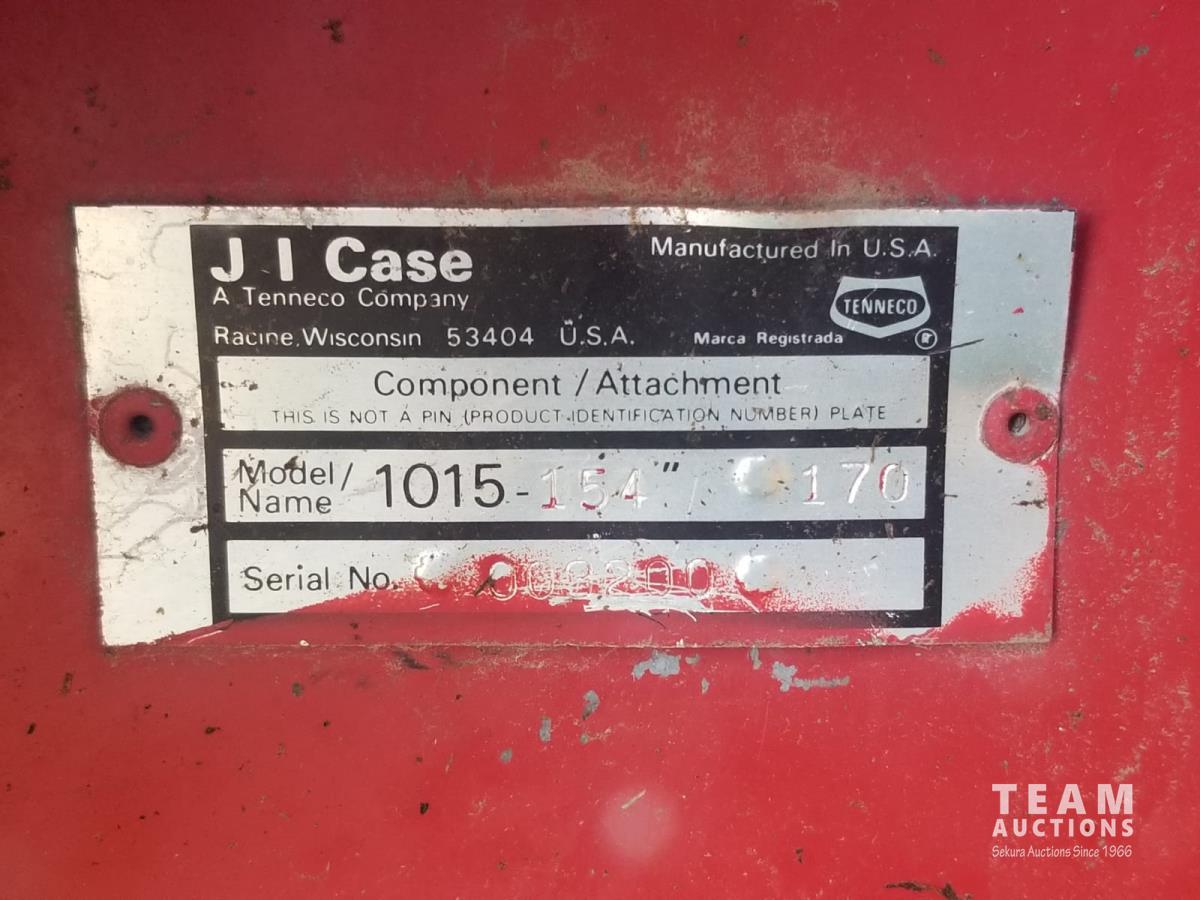 J I Case
Manufactured In U.S.A.
A Tenneco Company
TENNECO
Racine, Wisconsin 53404 U.S.A.
Marca Registrada ®
Component / Attachment
THIS IS NOT A PIN (PRODUCT IDENTIFICATION NUMBER) PLATE
Model/
Name 1015-154"/ 170
Serial No.
TEAM
AUCTIONS
Sekura Auctions Since 1966